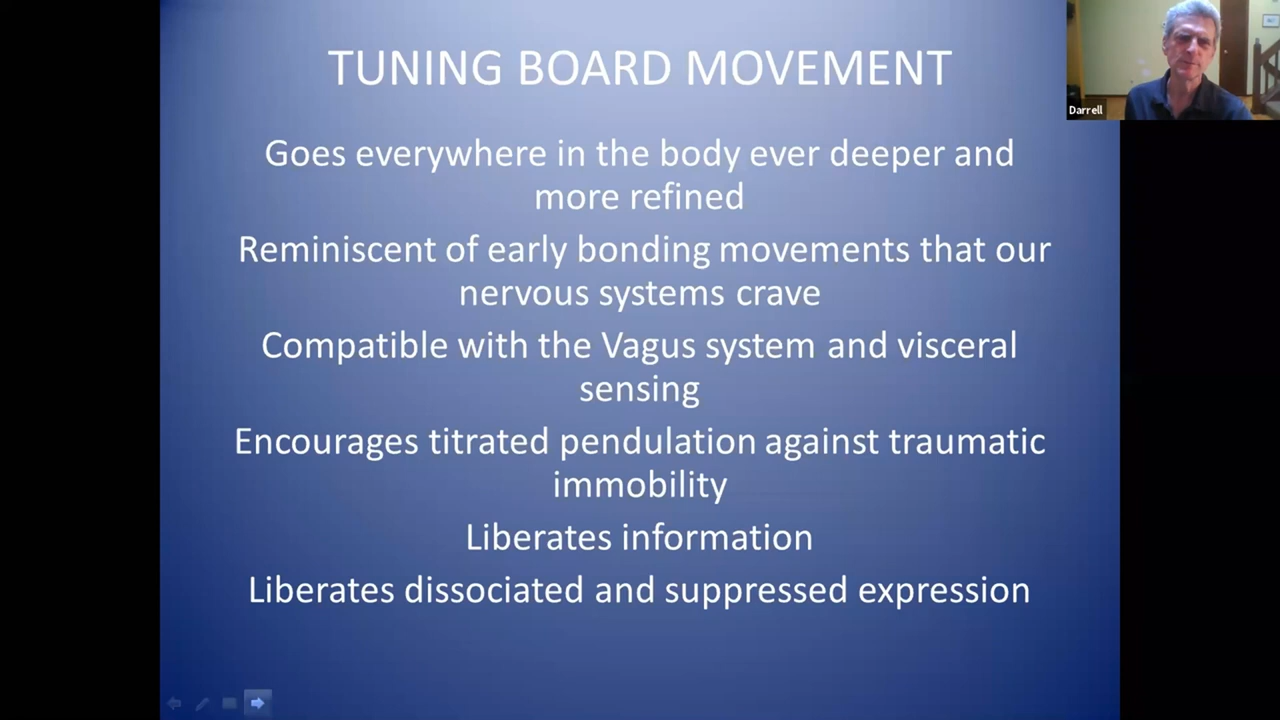 TUNING BOARD MOVEMENT
Darrell
Goes everywhere in the body ever deeper and
more refined
Reminiscent of early bonding movements that our
nervous systems crave
Compatible with the Vagus system and visceral
sensing
Encourages titrated pendulation against traumatic
immobility
Liberates information
Liberates dissociated and suppressed expression